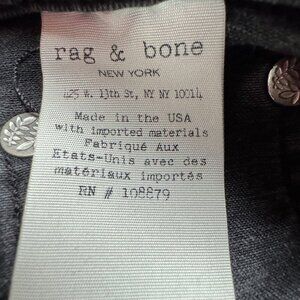 rag & bone
NEW YORK
425 W. 13th St, NY NY 10014
Made in the USA
with imported materials
Fabriqué Aux
Etats-Unis avec des
matériaux importés
RN # 108879